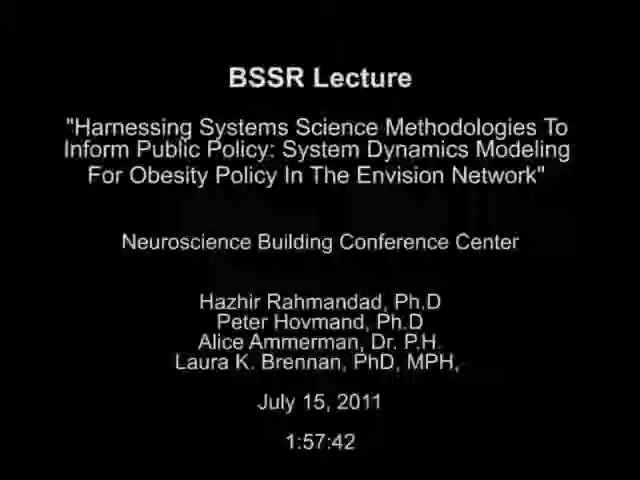 BSSR Lecture
"Harnessing Systems Science Methodologies To
Inform Public Policy: System Dynamics Modeling
For Obesity Policy In The Envision Network"
Neuroscience Building Conference Center
Hazhir Rahmandad, Ph.D
Peter Hovmand, Ph.D
Alice Ammerman, Dr. P.H.
Laura K. Brennan, PhD, MPH,
July 15, 2011
1:57:42